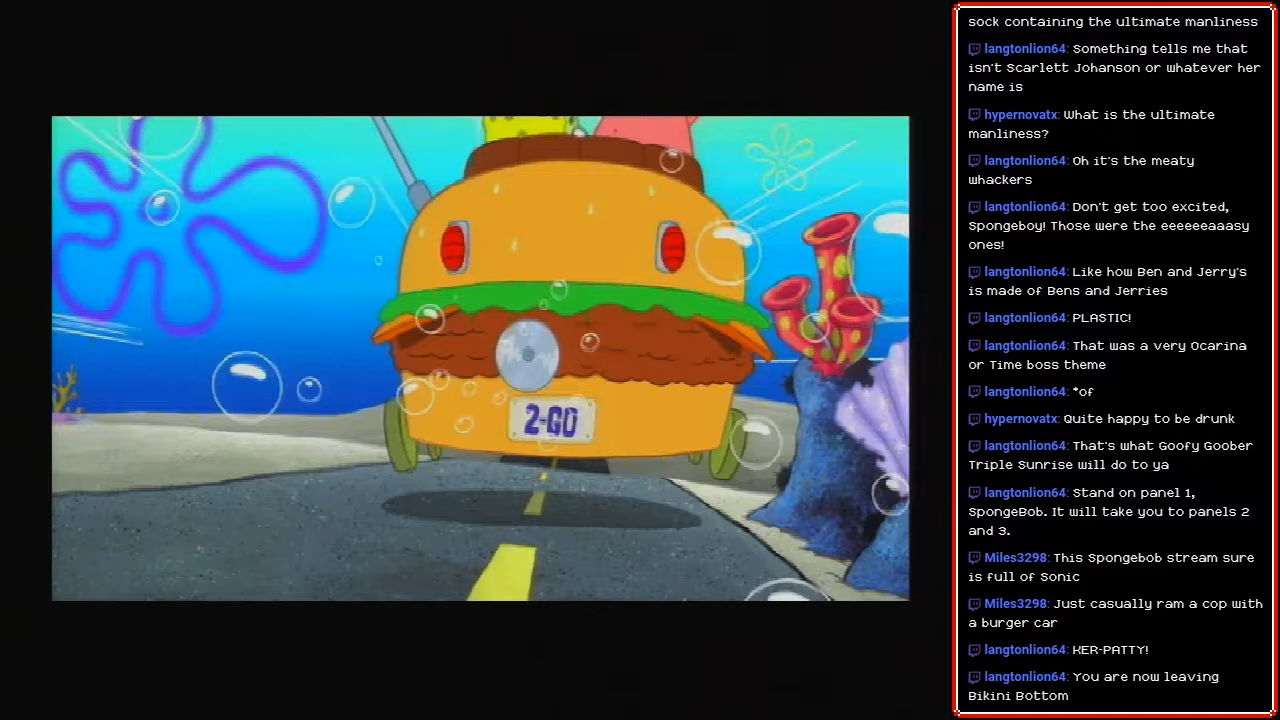 2-GO
sock containing the ultimate manliness
langtonlion64: Something tells me that
isn't Scarlett Johanson or whatever her
name is
hypernovatx: What is the ultimate
manliness?
langtonlion64: Oh it's the meaty
whackers
langtonlion64: Don't get too excited,
Spongeboy! Those were the eeeeeeaaasy
ones!
langtonlion64: Like how Ben and Jerry's
is made of Bens and Jerries
langtonlion64: PLASTIC!
langtonlion64: That was a very Ocarina
or Time boss theme
langtonlion64: *of
hypernovatx: Quite happy to be drunk
langtonlion64: That's what Goofy Goober
Triple Sunrise will do to ya
langtonlion64: Stand on panel 1,
SpongeBob. It will take you to panels 2
and 3.
Miles3298: This Spongebob stream sure
is full of Sonic
Miles3298: Just casually ram a cop with
a burger car
langtonlion64: KER-PATTY!
langtonlion64: You are now leaving
Bikini Bottom